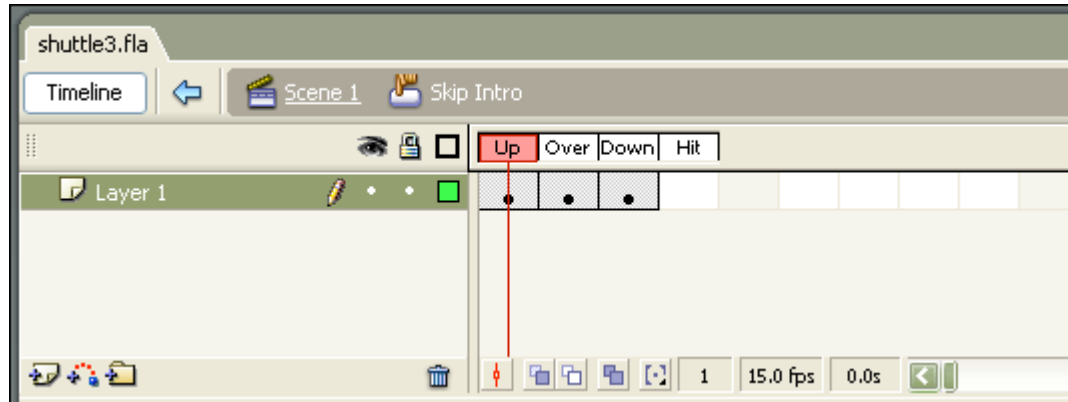 shuttle3.fla
Timeline Scene 1 Skip Intro
Up Over Down Hit
Layer 1
1 15.0 fps 0.0s